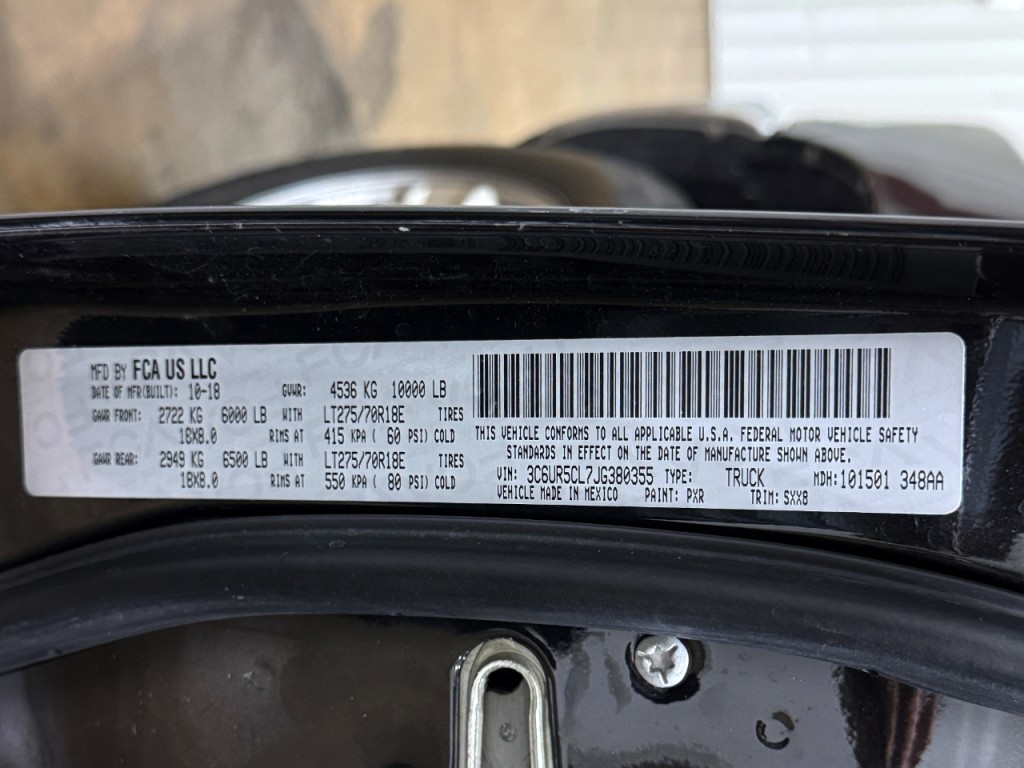 MFD BY FCA US LLC
DATE OF MFR(BUILT): 10-18 GVWR: 4536 KG 10000 LB
GAWR FRONT: 2722 KG 6000 LB WITH LT275/70R18E TIRES
18X8.0 RIMS AT 415 KPA ( 60 PSI) COLD
GAWR REAR: 2949 KG 6500 LB WITH LT275/70R18E TIRES
18X8.0 RIMS AT 550 KPA ( 80 PSI) COLD
THIS VEHICLE CONFORMS TO ALL APPLICABLE U.S.A. FEDERAL MOTOR VEHICLE SAFETY
STANDARDS IN EFFECT ON THE DATE OF MANUFACTURE SHOWN ABOVE.
VIN: 3C6UR5CL7JG380355 TYPE: TRUCK MDH: 101501 348AA
VEHICLE MADE IN MEXICO PAINT: PXR TRIM: SXX8